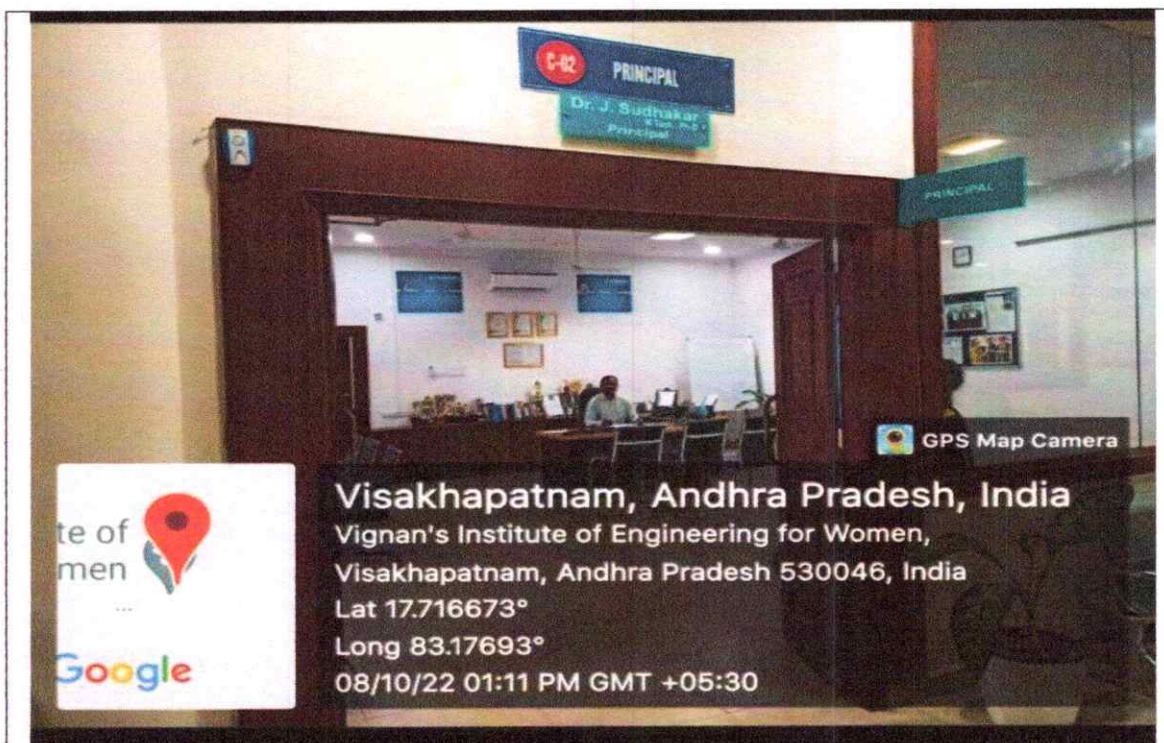 C-02 PRINCIPAL
Dr. J. Sudhakar
M.Tech, Ph.D
Principal
PRINCIPAL
GPS Map Camera
te of
men
...
Google
Visakhapatnam, Andhra Pradesh, India
Vignan's Institute of Engineering for Women,
Visakhapatnam, Andhra Pradesh 530046, India
Lat 17.716673°
Long 83.17693°
08/10/22 01:11 PM GMT +05:30